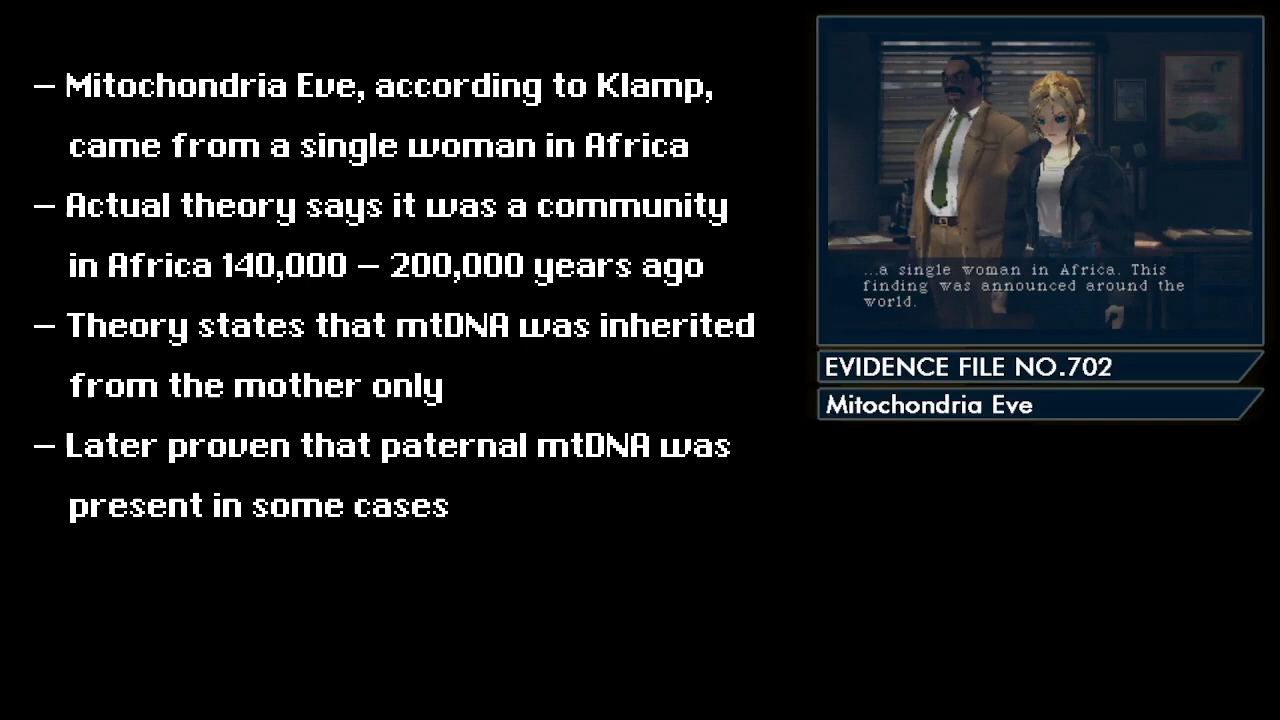 – Mitochondria Eve, according to Klamp,
came from a single woman in Africa
– Actual theory says it was a community
in Africa 140,000 – 200,000 years ago
– Theory states that mtDNA was inherited
from the mother only
– Later proven that paternal mtDNA was
present in some cases
...a single woman in Africa. This
finding was announced around the
world.
EVIDENCE FILE NO.702
Mitochondria Eve